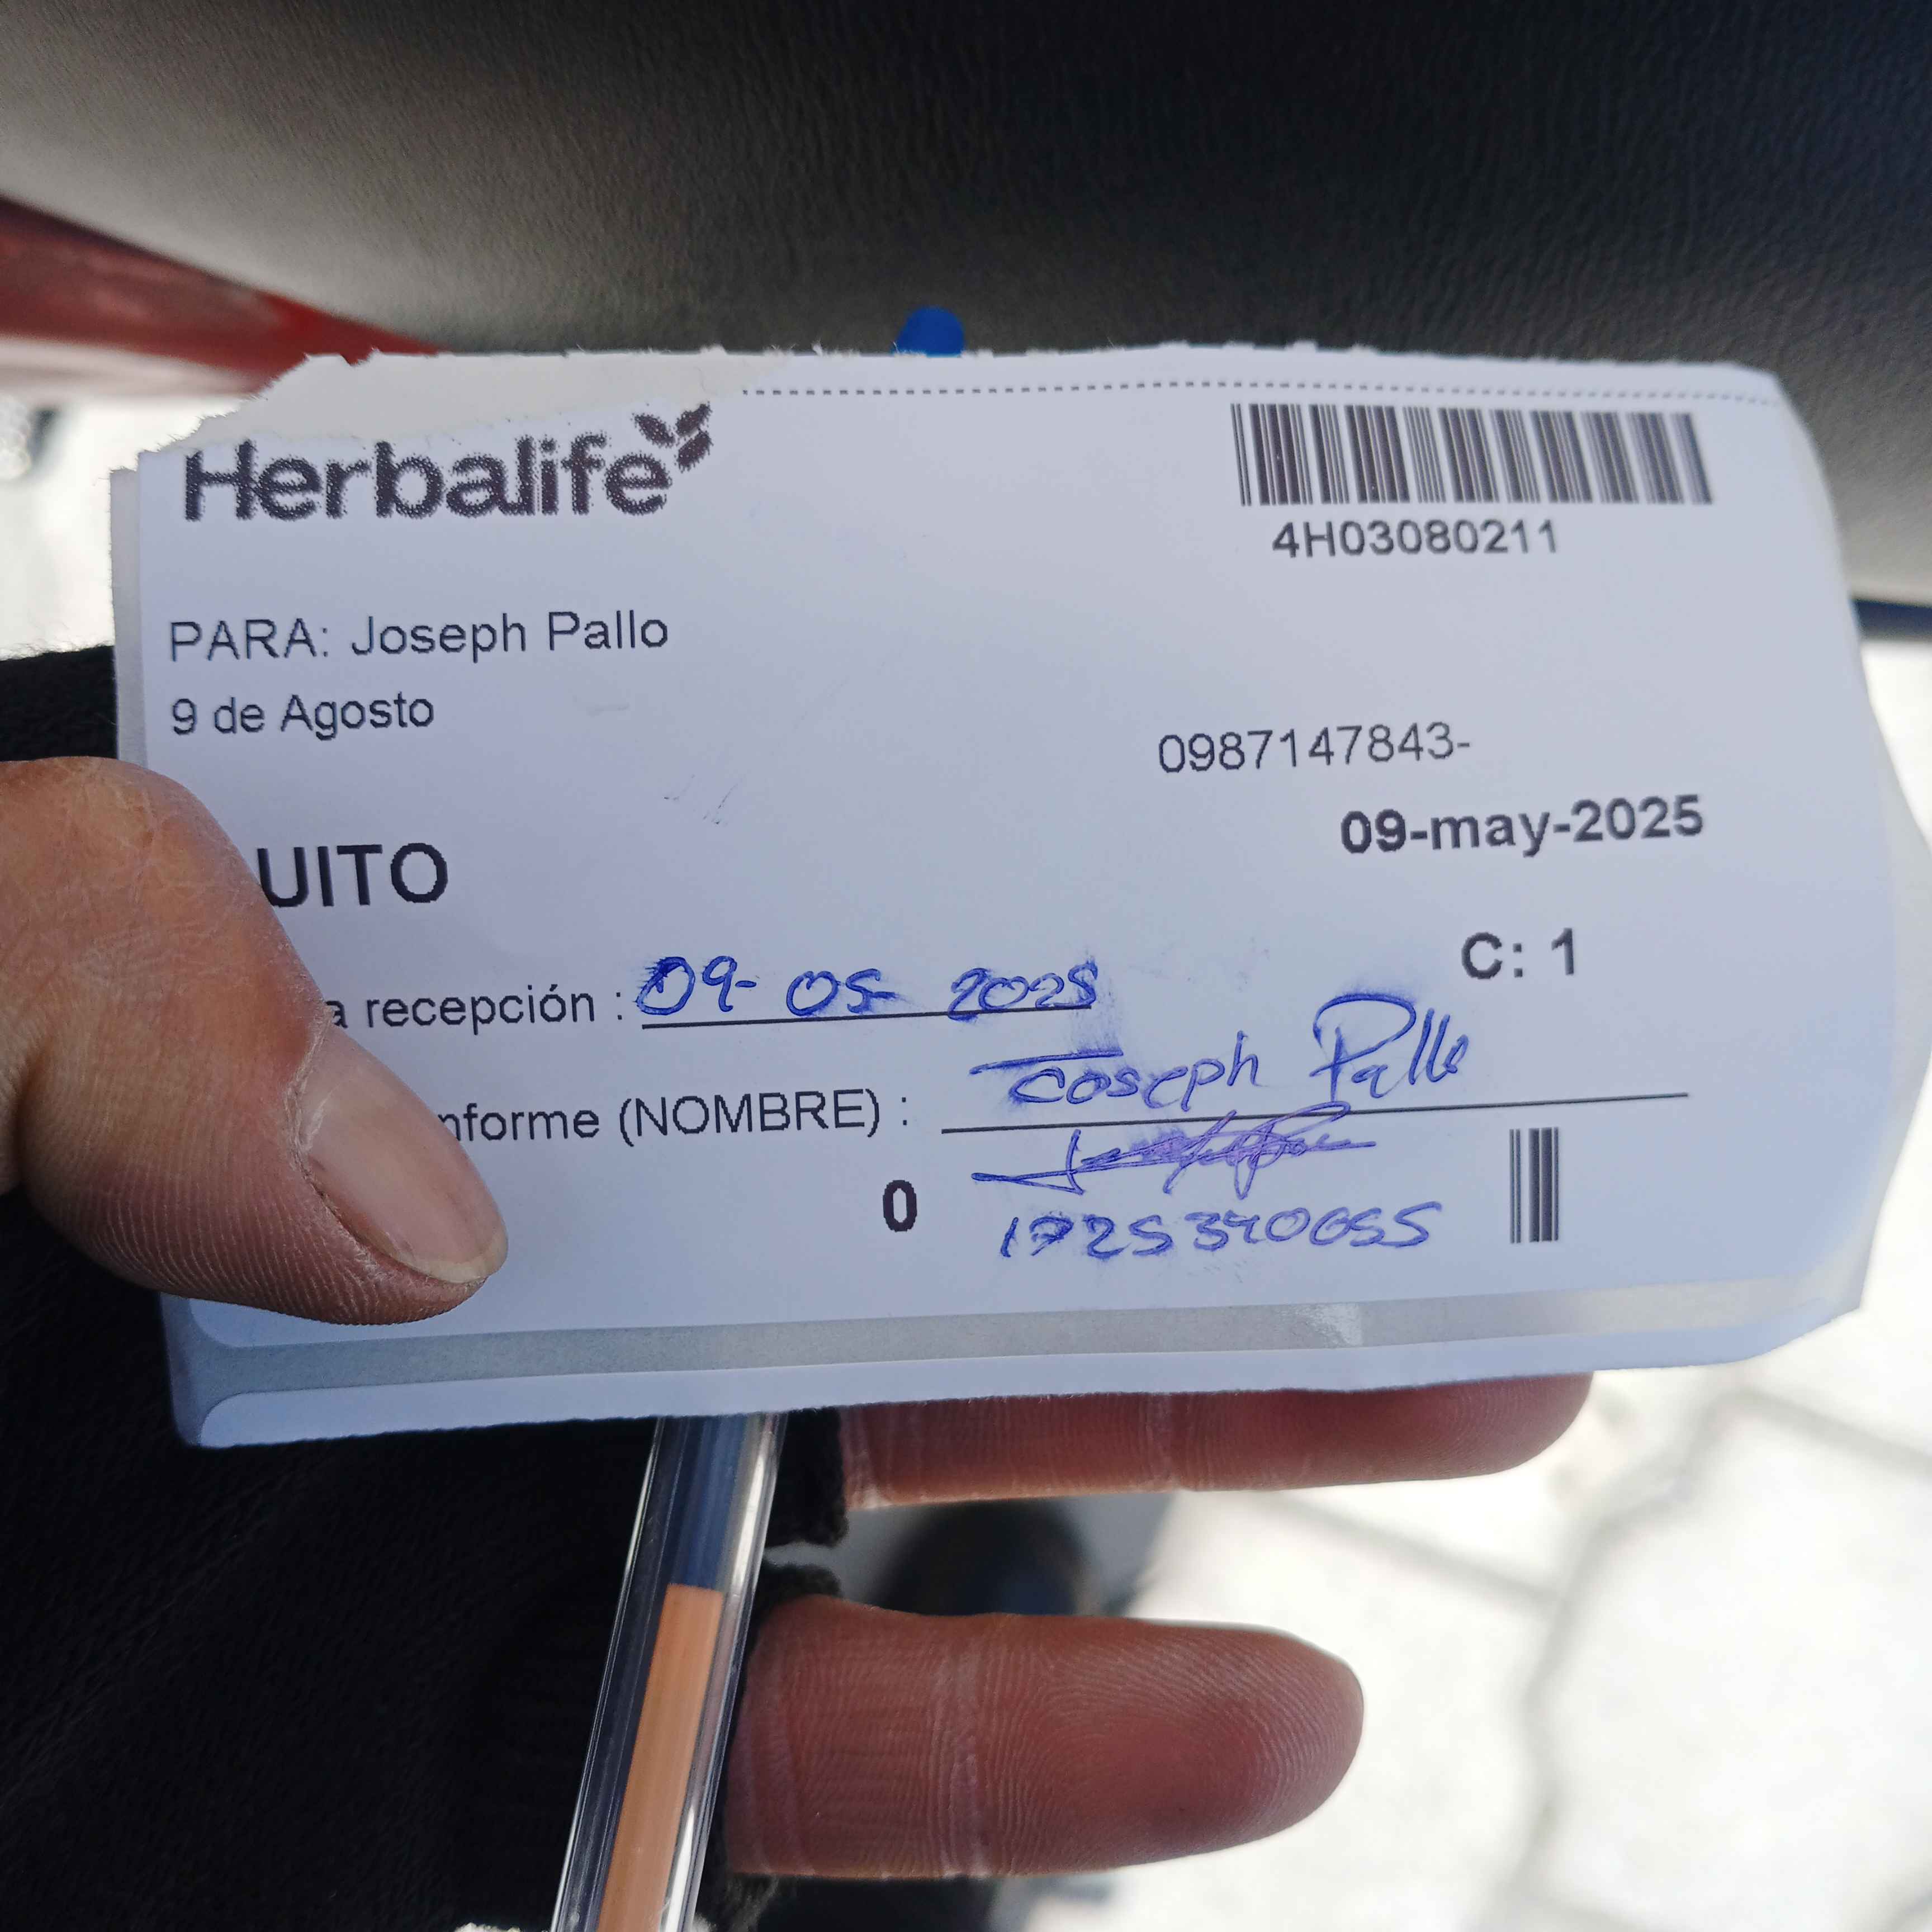 Herbalife
4H03080211
PARA: Joseph Pallo
9 de Agosto
0987147843-
09-may-2025
UITO
C: 1
a recepción : 09-05-2025
nforme (NOMBRE) : Joseph Pallo
0